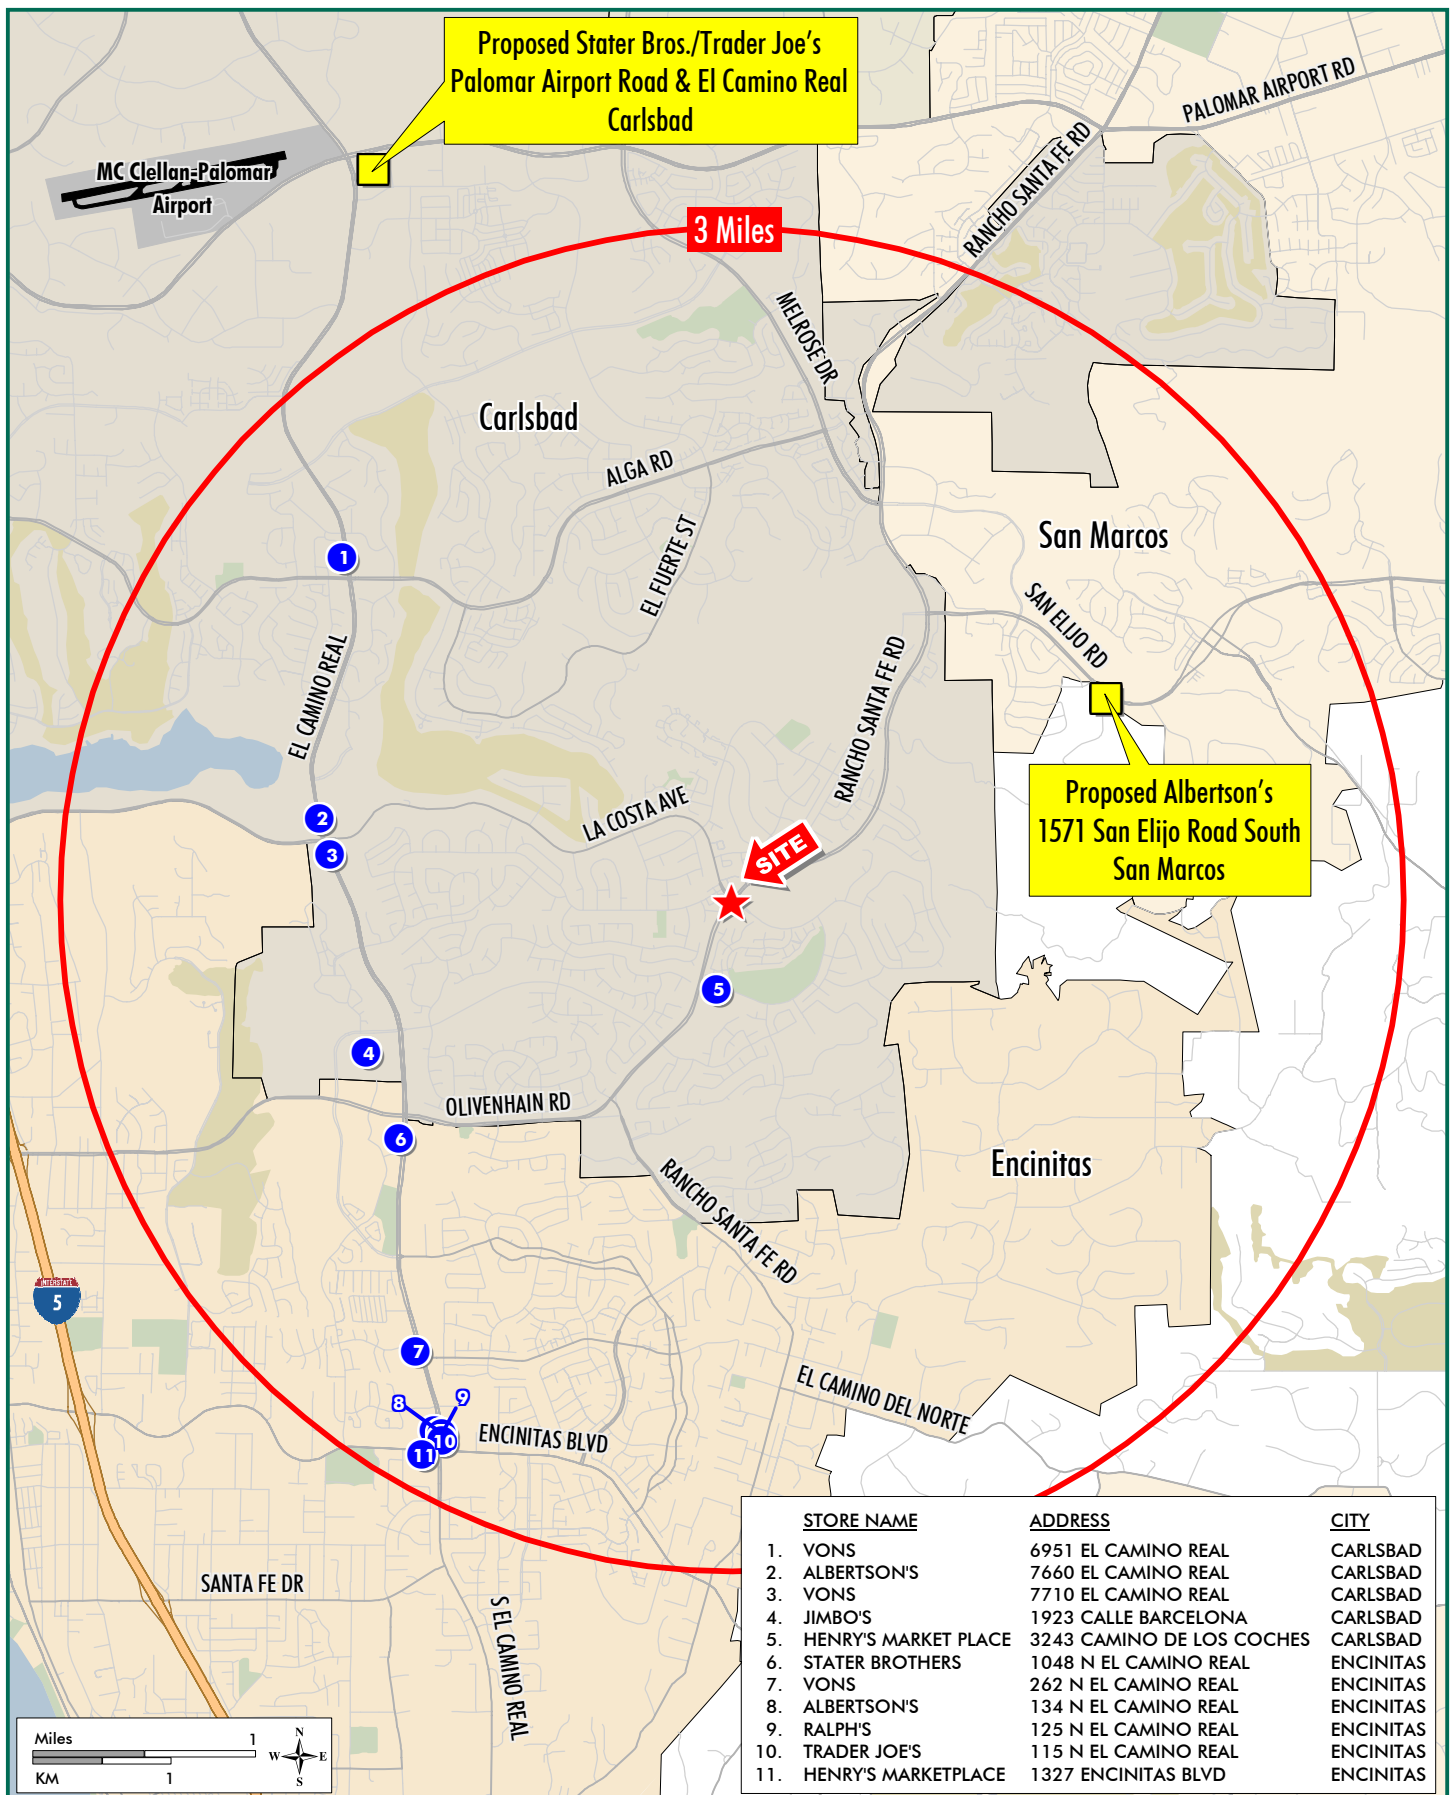 Proposed Stater Bros./Trader Joe's
Palomar Airport Road & El Camino Real
Carlsbad
PALOMAR AIRPORT RD
MC Clellan-Palomar
Airport
RANCHO SANTA FE RD
3 Miles
MELROSE DR
Carlsbad
ALGA RD
San Marcos
EL FUERTE ST
1
SAN ELIJO RD
EL CAMINO REAL
RANCHO SANTA FE RD
Proposed Albertson's
1571 San Elijo Road South
San Marcos
LA COSTA AVE
2
3
SITE
5
4
OLIVENHAIN RD
6
Encinitas
RANCHO SANTA FE RD
INTERSTATE
5
7
EL CAMINO DEL NORTE
8
9
ENCINITAS BLVD
10
11
SANTA FE DR
S EL CAMINO REAL
STORE NAME ADDRESS CITY
1. VONS 6951 EL CAMINO REAL CARLSBAD
2. ALBERTSON'S 7660 EL CAMINO REAL CARLSBAD
3. VONS 7710 EL CAMINO REAL CARLSBAD
4. JIMBO'S 1923 CALLE BARCELONA CARLSBAD
5. HENRY'S MARKET PLACE 3243 CAMINO DE LOS COCHES CARLSBAD
6. STATER BROTHERS 1048 N EL CAMINO REAL ENCINITAS
7. VONS 262 N EL CAMINO REAL ENCINITAS
8. ALBERTSON'S 134 N EL CAMINO REAL ENCINITAS
9. RALPH'S 125 N EL CAMINO REAL ENCINITAS
10. TRADER JOE'S 115 N EL CAMINO REAL ENCINITAS
11. HENRY'S MARKETPLACE 1327 ENCINITAS BLVD ENCINITAS
Miles 1
KM 1
N
W E
S